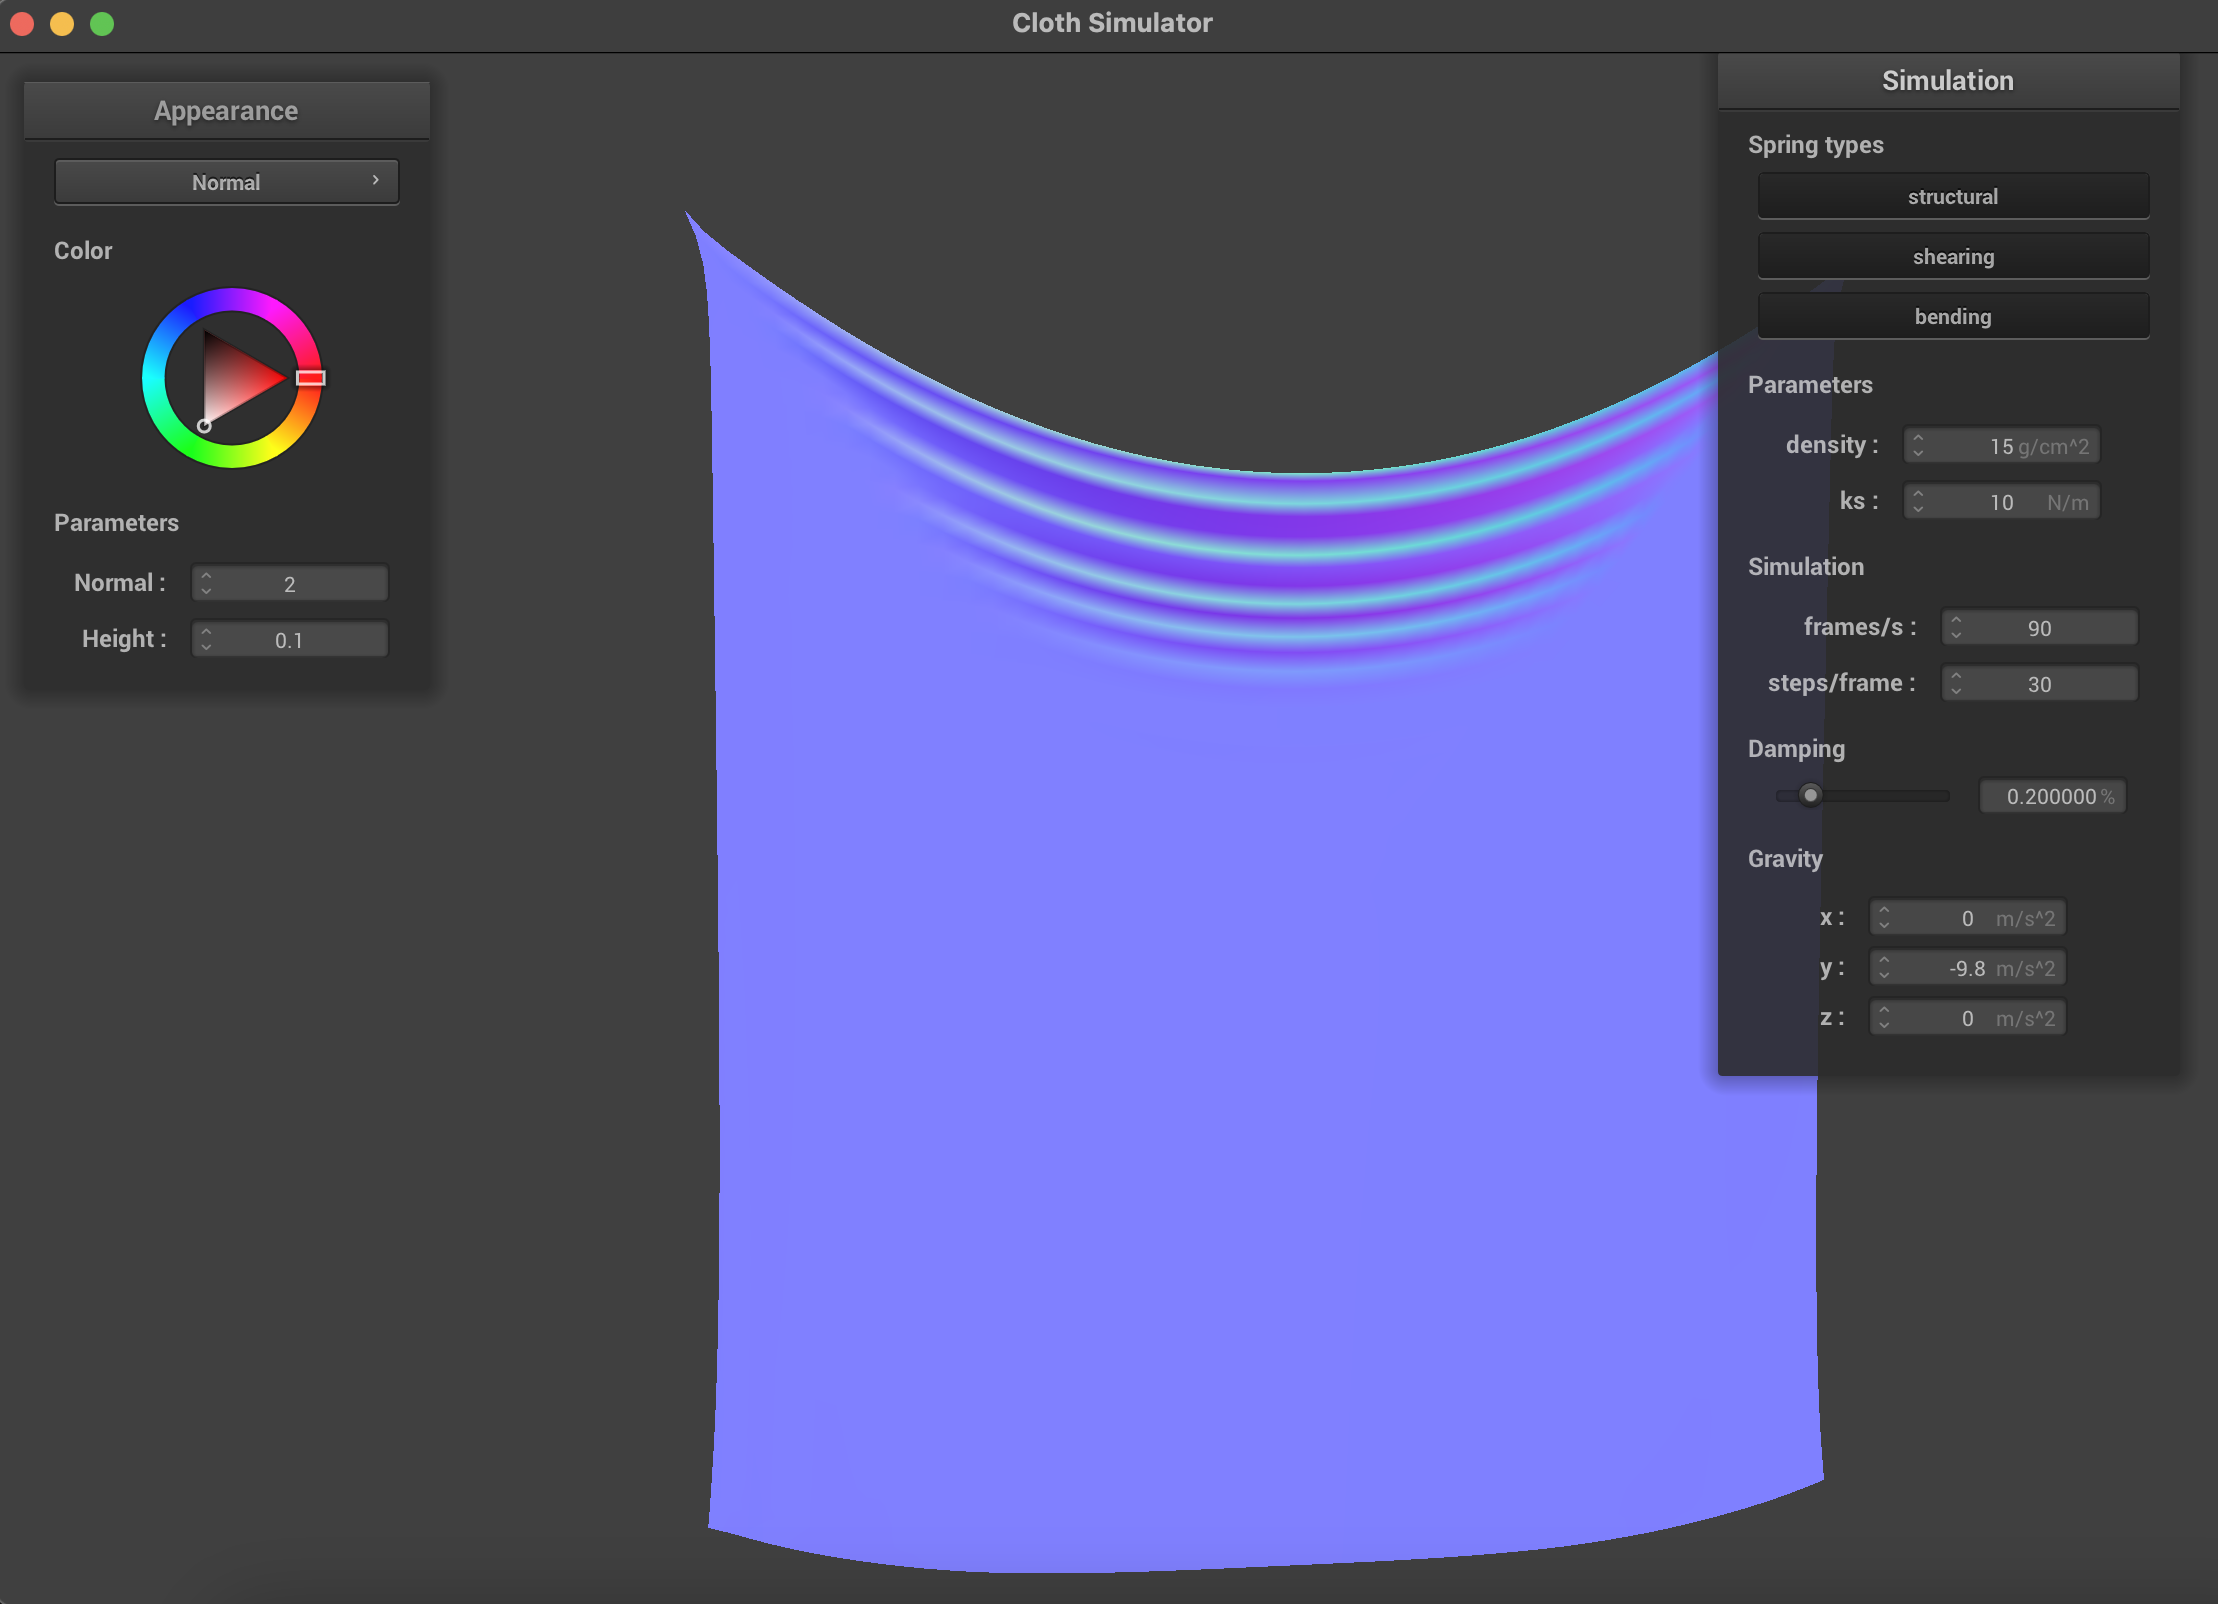 Cloth Simulator
Appearance
Normal
Color
Parameters
Normal : 2
Height : 0.1
Simulation
Spring types
structural
shearing
bending
Parameters
density : 15 g/cm^2
ks : 10 N/m
Simulation
frames/s : 90
steps/frame : 30
Damping
0.200000 %
Gravity
x : 0 m/s^2
y : -9.8 m/s^2
z : 0 m/s^2